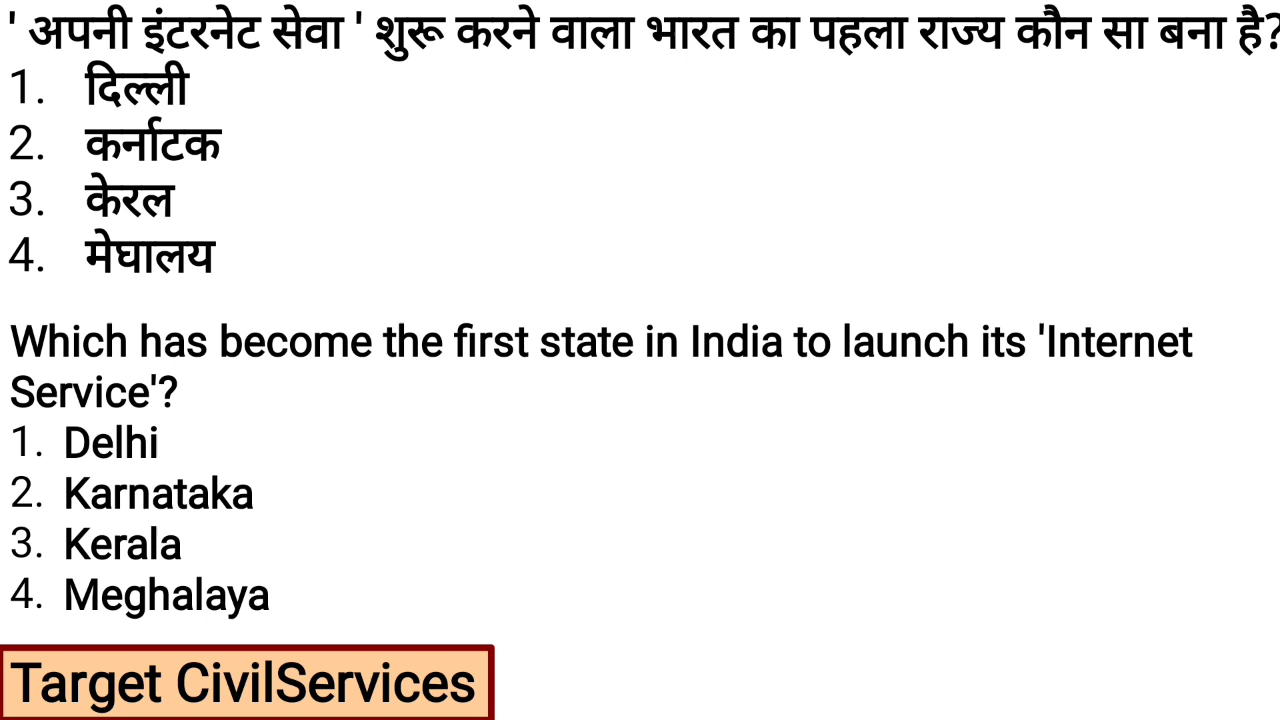 ' अपनी इंटरनेट सेवा ' शुरू करने वाला भारत का पहला राज्य कौन सा बना है?
1. दिल्ली
2. कर्नाटक
3. केरल
4. मेघालय
Which has become the first state in India to launch its 'Internet
Service'?
1. Delhi
2. Karnataka
3. Kerala
4. Meghalaya
Target CivilServices